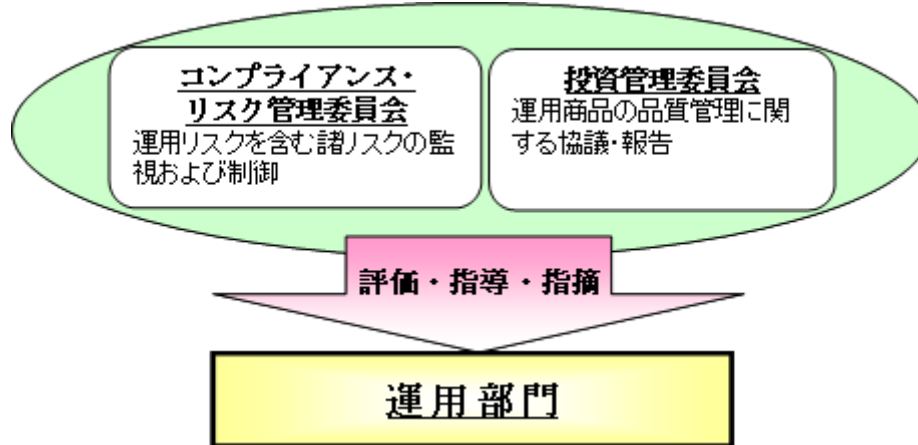 コンプライアンス・
リスク管理委員会
運用リスクを含む諸リスクの監
視および制御
投資管理委員会
運用商品の品質管理に関
する協議・報告
評価・指導・指摘
運用部門